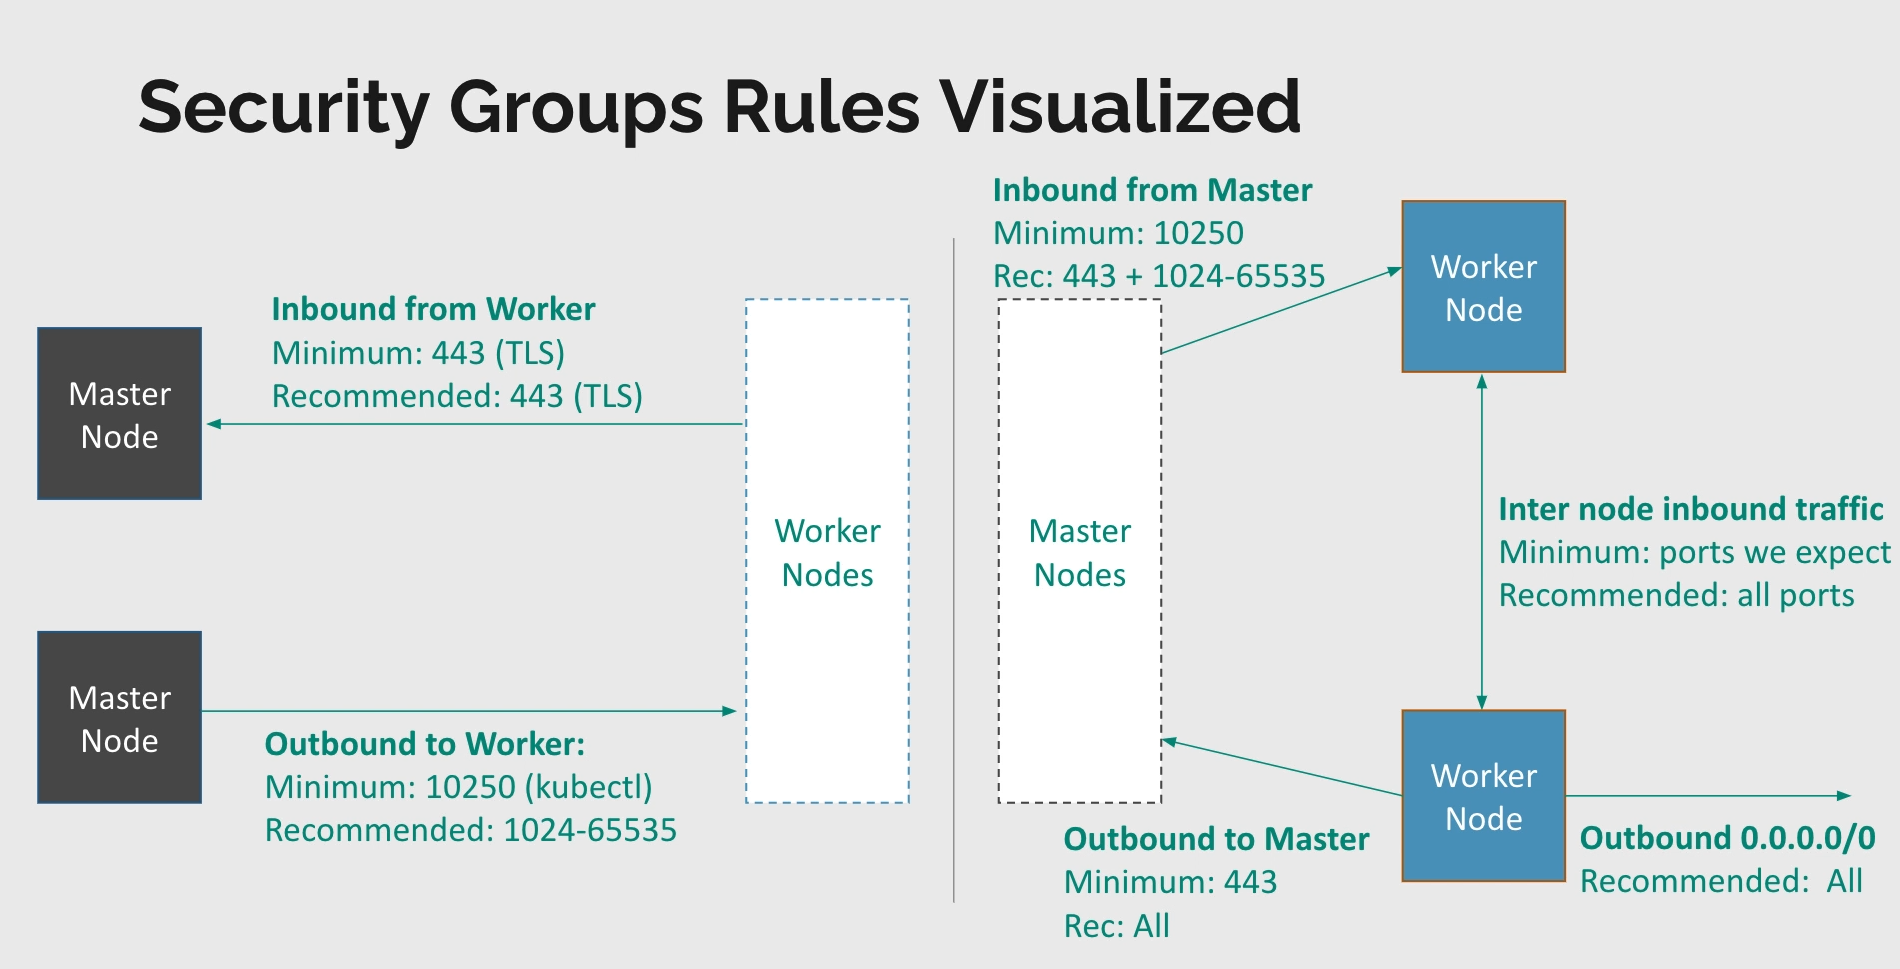 Security Groups Rules Visualized
Inbound from Worker
Minimum: 443 (TLS)
Recommended: 443 (TLS)
Master
Node
Worker
Nodes
Master
Node
Outbound to Worker:
Minimum: 10250 (kubectl)
Recommended: 1024-65535
Inbound from Master
Minimum: 10250
Rec: 443 + 1024-65535
Worker
Node
Master
Nodes
Inter node inbound traffic
Minimum: ports we expect
Recommended: all ports
Worker
Node
Outbound to Master
Minimum: 443
Rec: All
Outbound 0.0.0.0/0
Recommended:  All